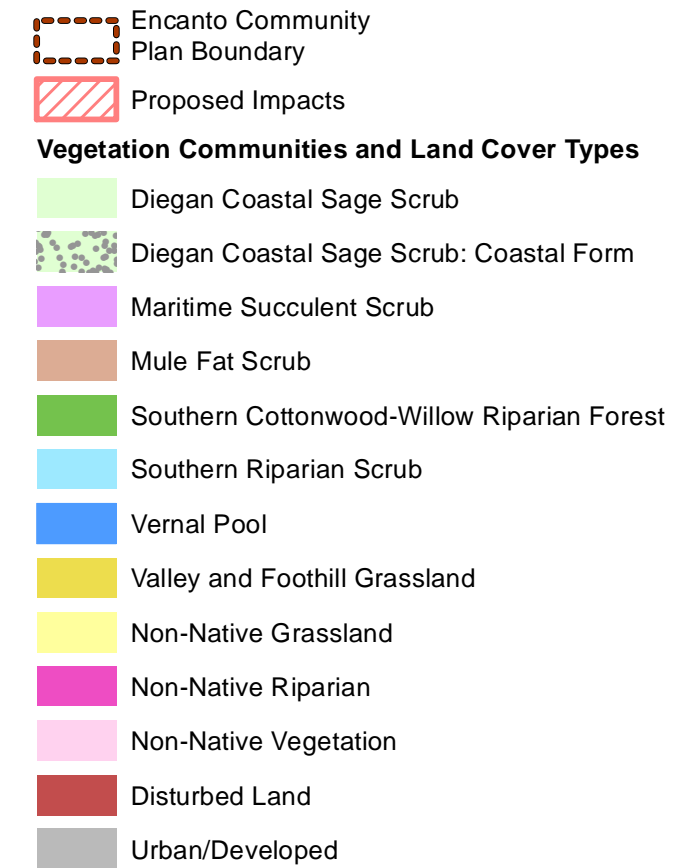 Encanto Community
Plan Boundary
Proposed Impacts
Vegetation Communities and Land Cover Types
Diegan Coastal Sage Scrub
Diegan Coastal Sage Scrub: Coastal Form
Maritime Succulent Scrub
Mule Fat Scrub
Southern Cottonwood-Willow Riparian Forest
Southern Riparian Scrub
Vernal Pool
Valley and Foothill Grassland
Non-Native Grassland
Non-Native Riparian
Non-Native Vegetation
Disturbed Land
Urban/Developed